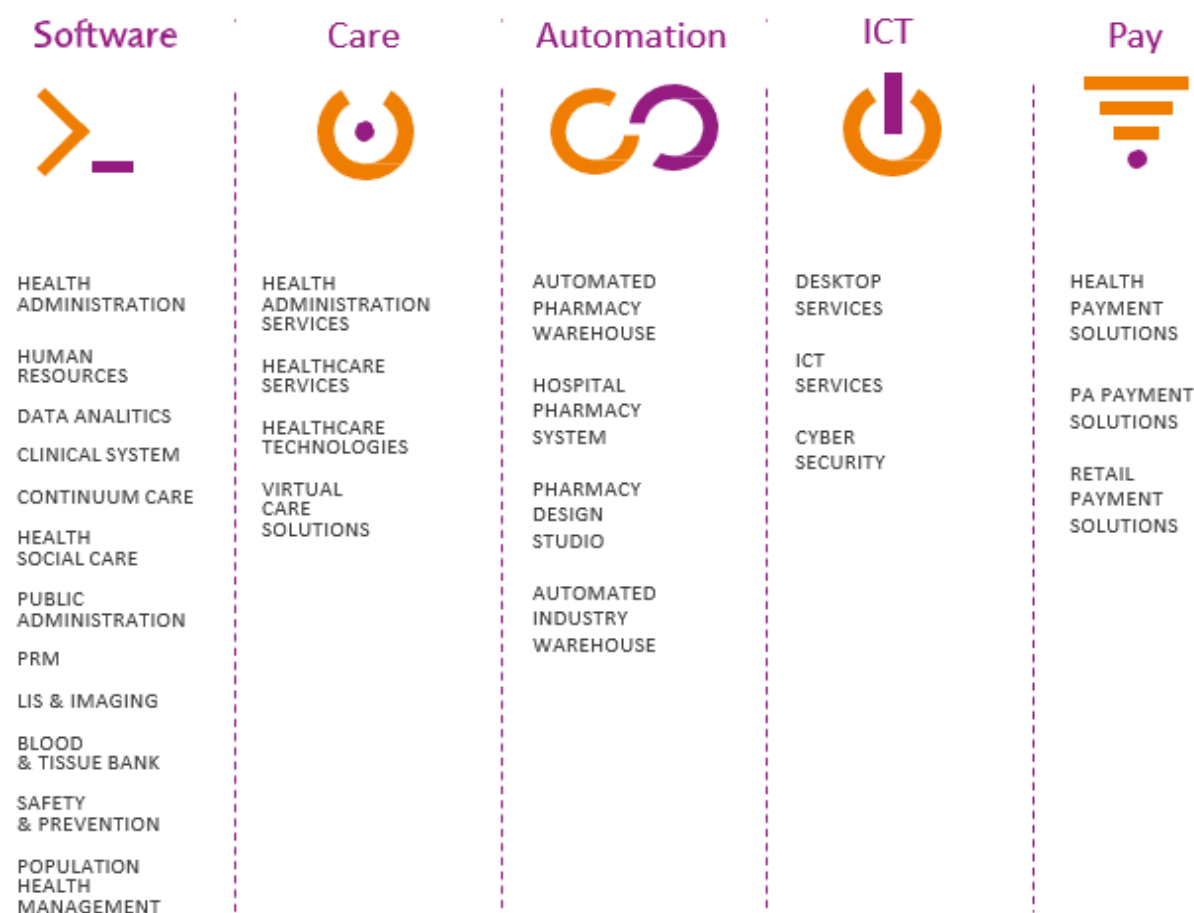 Software
HEALTH
ADMINISTRATION
HUMAN
RESOURCES
DATA ANALITICS
CLINICAL SYSTEM
CONTINUUM CARE
HEALTH
SOCIAL CARE
PUBLIC
ADMINISTRATION
PRM
LIS & IMAGING
BLOOD
& TISSUE BANK
SAFETY
& PREVENTION
POPULATION
HEALTH
MANAGEMENT
Care
HEALTH
ADMINISTRATION
SERVICES
HEALTHCARE
SERVICES
HEALTHCARE
TECHNOLOGIES
VIRTUAL
CARE
SOLUTIONS
Automation
AUTOMATED
PHARMACY
WAREHOUSE
HOSPITAL
PHARMACY
SYSTEM
PHARMACY
DESIGN
STUDIO
AUTOMATED
INDUSTRY
WAREHOUSE
ICT
DESKTOP
SERVICES
ICT
SERVICES
CYBER
SECURITY
Pay
HEALTH
PAYMENT
SOLUTIONS
PA PAYMENT
SOLUTIONS
RETAIL
PAYMENT
SOLUTIONS